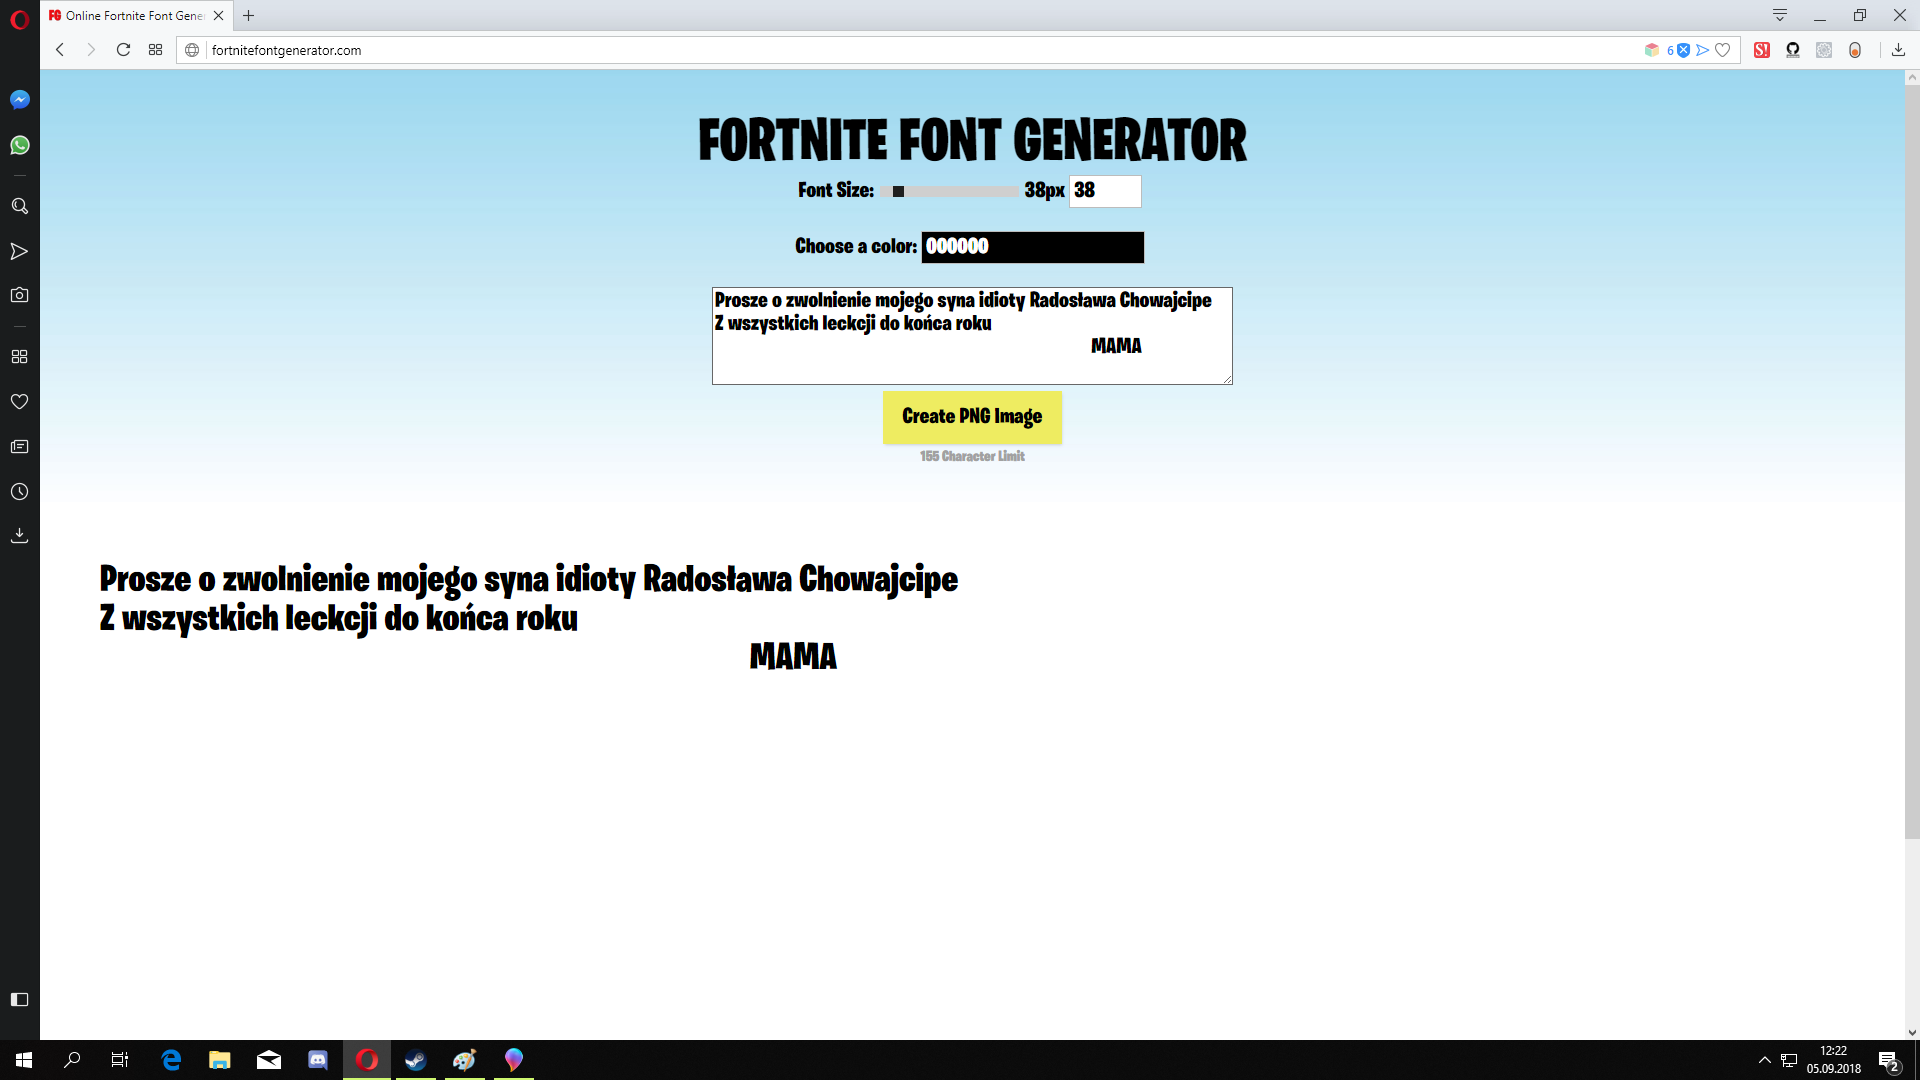 Online Fortnite Font Gene
fortnitefontgenerator.com
6
FORTNITE FONT GENERATOR
Font Size: 38px 38
Choose a color: 000000
Prosze o zwolnienie mojego syna idioty Radosława Chowajcipe
Z wszystkich leckcji do końca roku
MAMA
Create PNG Image
155 Character Limit
Prosze o zwolnienie mojego syna idioty Radosława Chowajcipe
Z wszystkich leckcji do końca roku
MAMA
12:22
05.09.2018
2